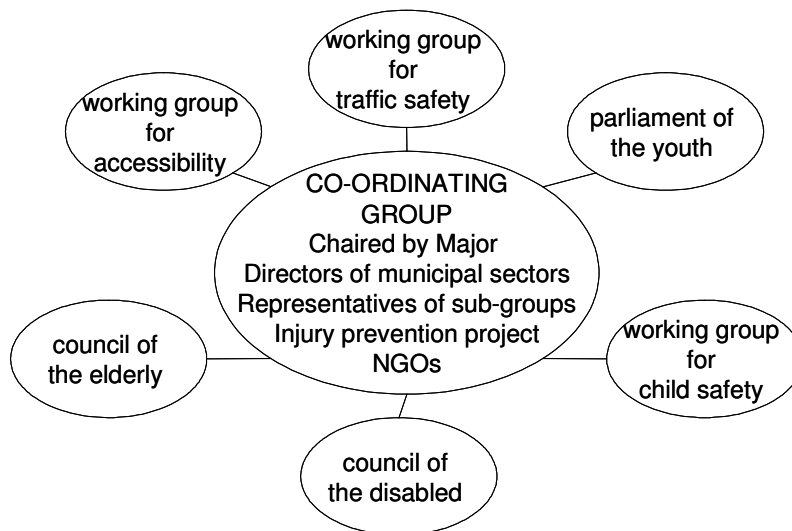 working group
for
traffic safety
working group
for
accessibility
parliament of
the youth
CO-ORDINATING
GROUP
Chaired by Major
Directors of municipal sectors
Representatives of sub-groups
Injury prevention project
NGOs
council of
the elderly
working group
for
child safety
council of
the disabled